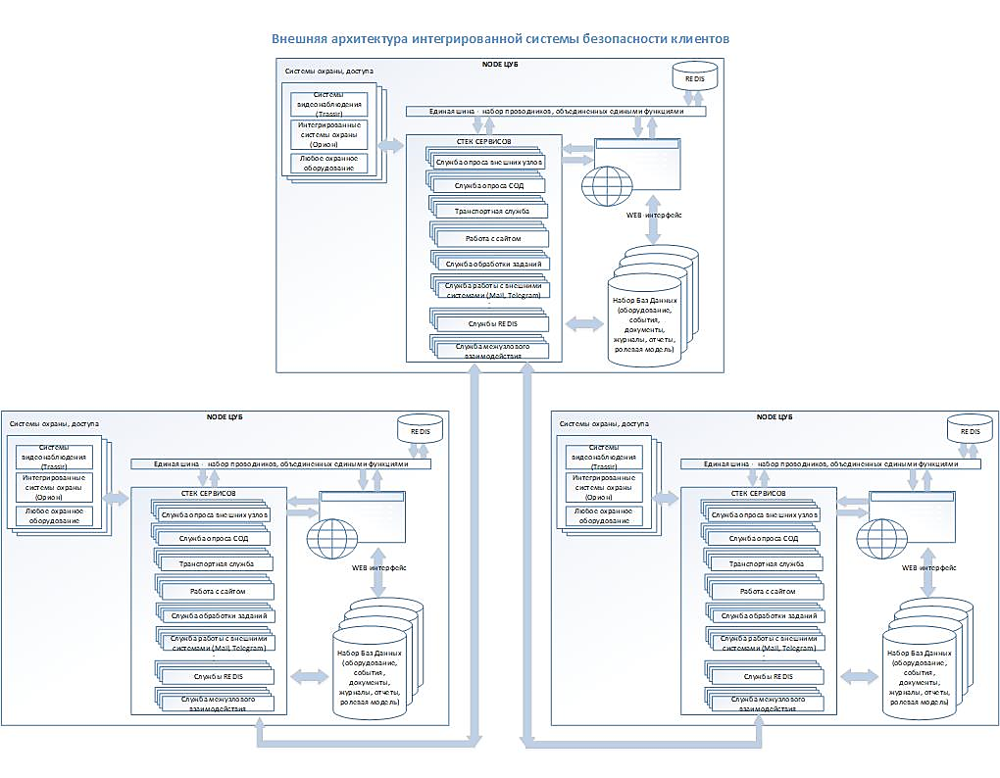 Внешняя архитектура интегрированной системы безопасности клиентов
NODE ЦУБ
Системы охраны, доступа
REDIS
Системы
видеонаблюдения
(Trassir)
Интегрированные
системы охраны
(Орион)
Любое охранное
оборудование
Единая шина - набор проводников, объединенных едиными функциями
СТЕК СЕРВИСОВ
Служба опроса внешних узлов
Служба опроса СОД
Транспортная служба
Работа с сайтом
Служба обработки заданий
Служба работы с внешними
системами (Mail, Telegram)
Службы REDIS
Служба межузлового
взаимодействия
WEB-интерфейс
Набор Баз Данных
(оборудование,
события,
документы,
журналы, отчеты,
ролевая модель)
NODE ЦУБ
Системы охраны, доступа
REDIS
Системы
видеонаблюдения
(Trassir)
Интегрированные
системы охраны
(Орион)
Любое охранное
оборудование
Единая шина - набор проводников, объединенных едиными функциями
СТЕК СЕРВИСОВ
Служба опроса внешних узлов
Служба опроса СОД
Транспортная служба
Работа с сайтом
Служба обработки заданий
Служба работы с внешними
системами (Mail, Telegram)
Службы REDIS
Служба межузлового
взаимодействия
WEB-интерфейс
Набор Баз Данных
(оборудование,
события,
документы,
журналы, отчеты,
ролевая модель)
NODE ЦУБ
Системы охраны, доступа
REDIS
Системы
видеонаблюдения
(Trassir)
Интегрированные
системы охраны
(Орион)
Любое охранное
оборудование
Единая шина - набор проводников, объединенных едиными функциями
СТЕК СЕРВИСОВ
Служба опроса внешних узлов
Служба опроса СОД
Транспортная служба
Работа с сайтом
Служба обработки заданий
Служба работы с внешними
системами (Mail, Telegram)
Службы REDIS
Служба межузлового
взаимодействия
WEB-интерфейс
Набор Баз Данных
(оборудование,
события,
документы,
журналы, отчеты,
ролевая модель)